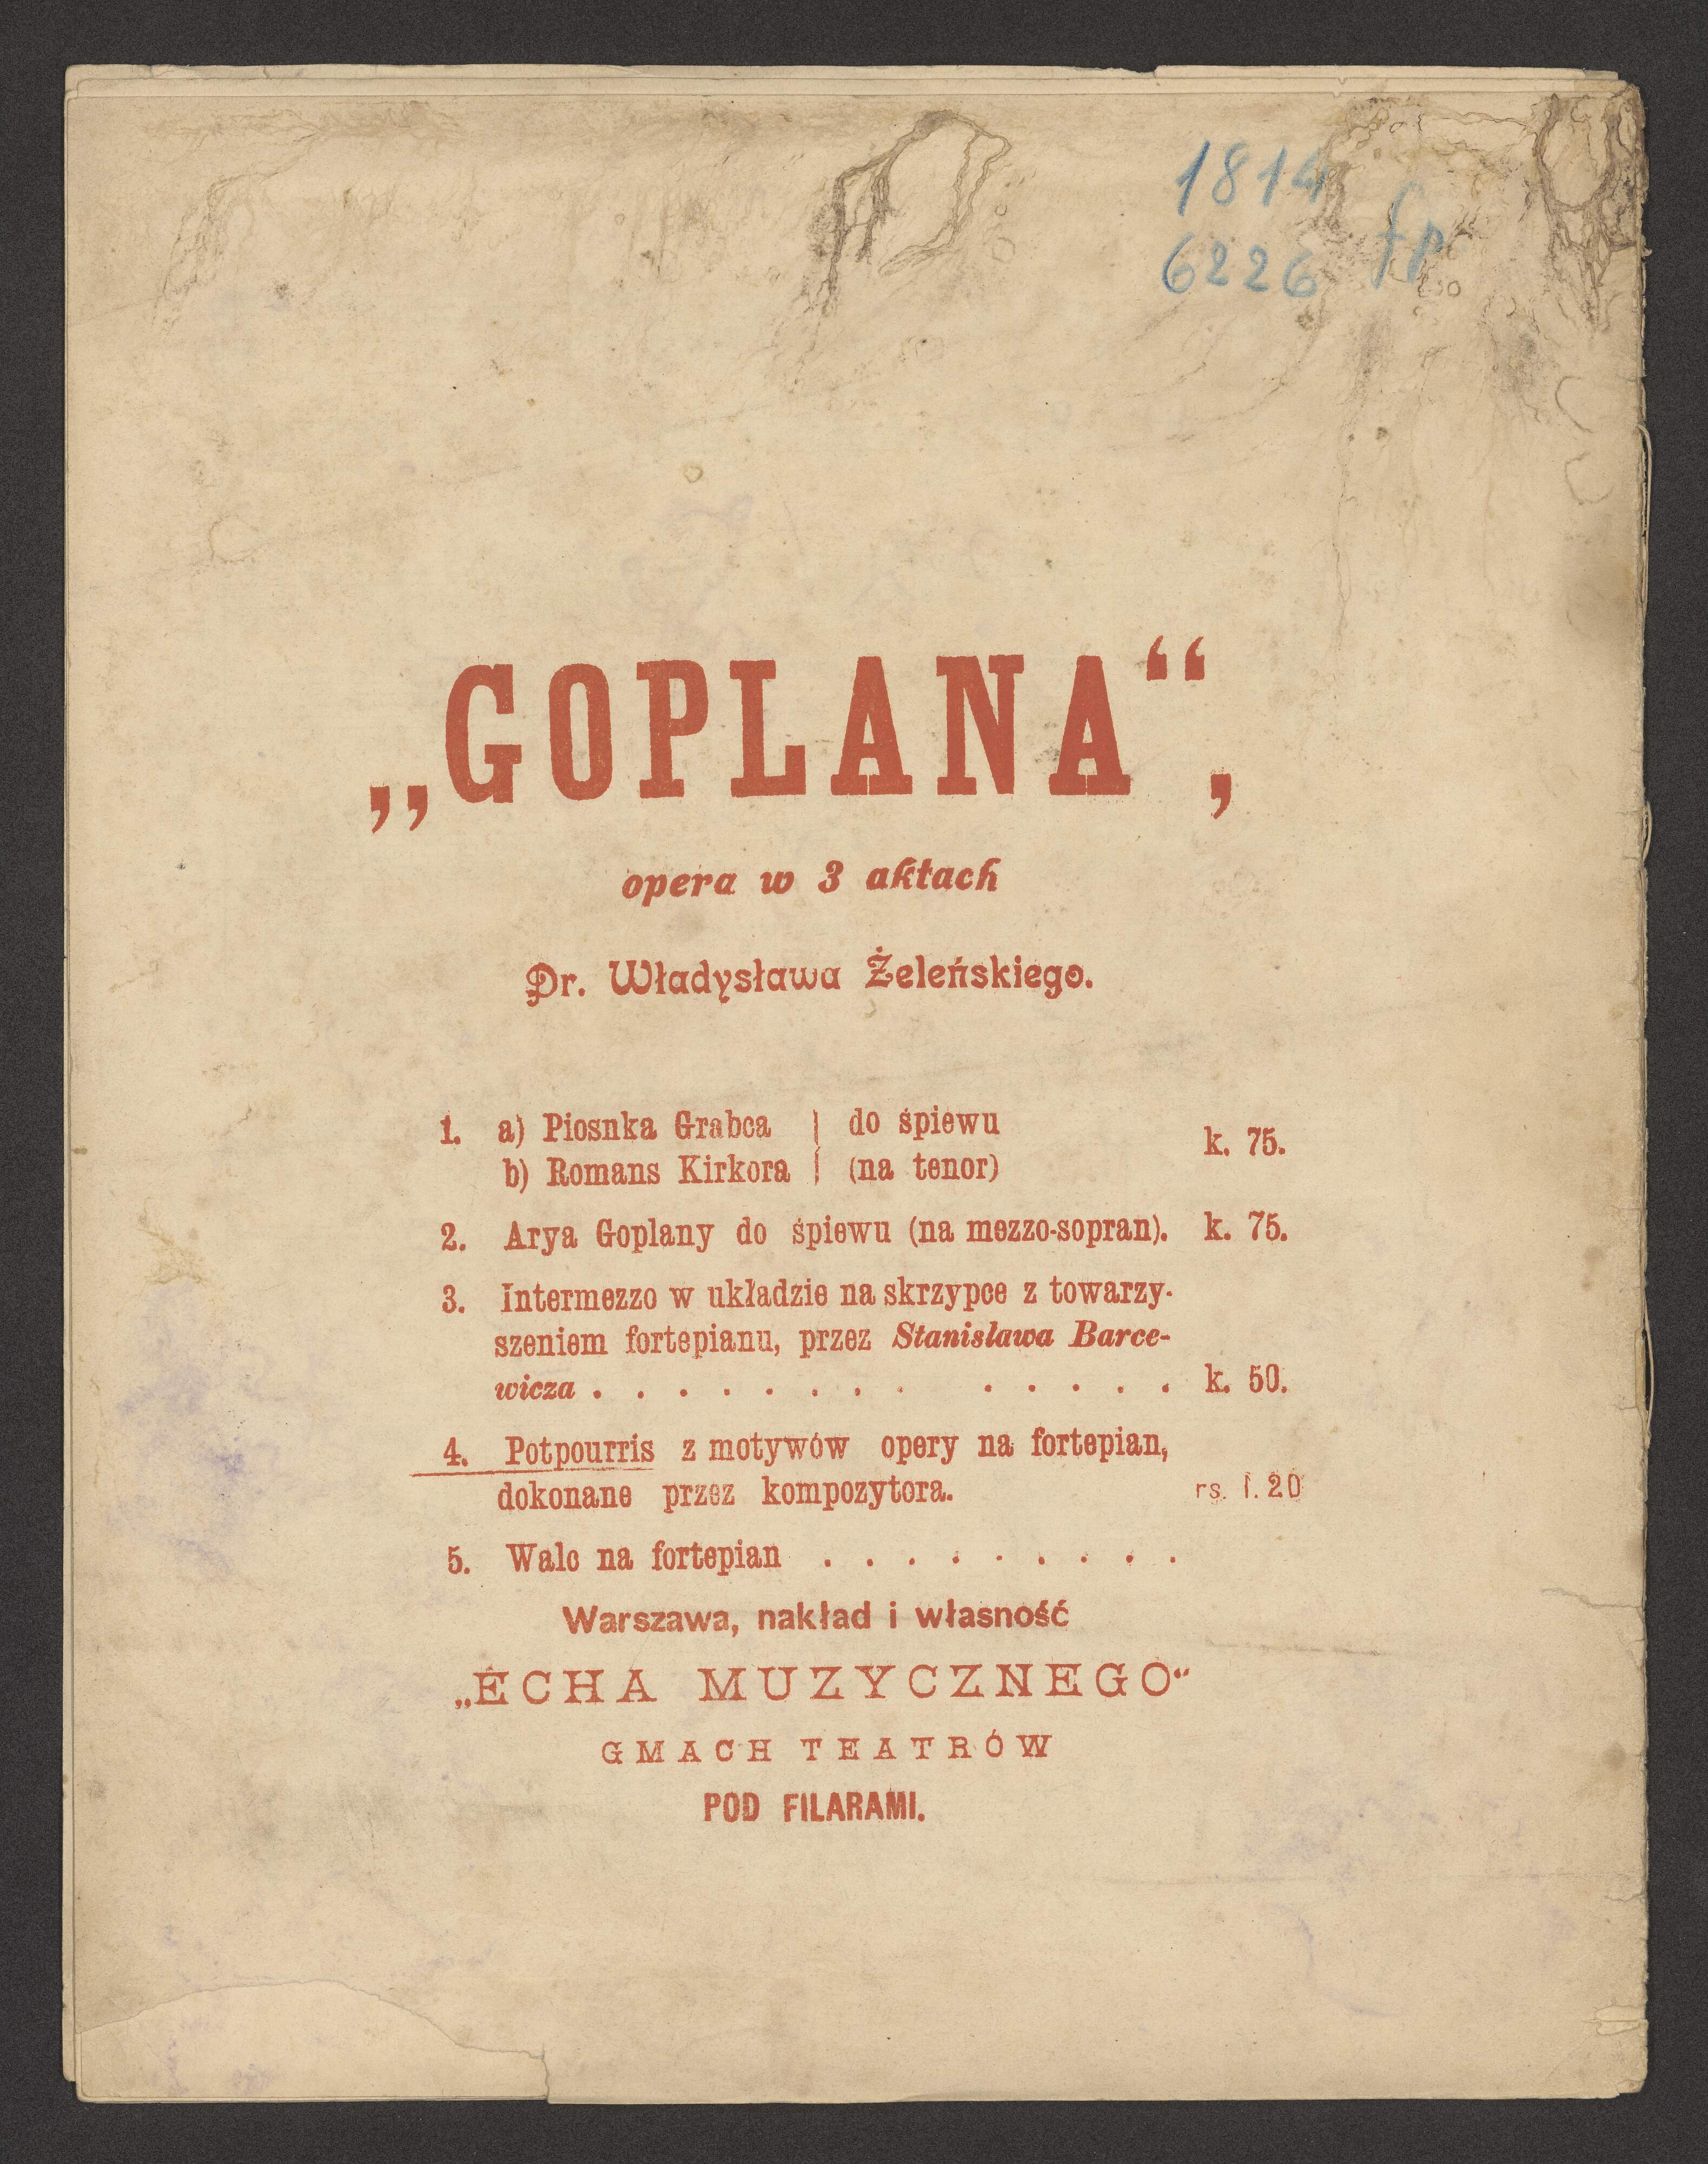 1814
6226 fp
„GOPLANA“,
opera w 3 aktach
Dr. Władysława Żeleńskiego.
1. a) Piosnka Grabca } do śpiewu
b) Romans Kirkora } (na tenor) k. 75.
2. Arya Goplany do śpiewu (na mezzo-sopran). k. 75.
3. Intermezzo w układzie na skrzypce z towarzy-
szeniem fortepianu, przez Stanisława Barce-
wicza . . . . . . . . . . . . . k. 50.
4. Potpourris z motywów opery na fortepian,
dokonane przez kompozytora. rs. 1.20
5. Walc na fortepian . . . . . . . . .
Warszawa, nakład i własność
„ECHA MUZYCZNEGO“
GMACH TEATRÓW
POD FILARAMI.